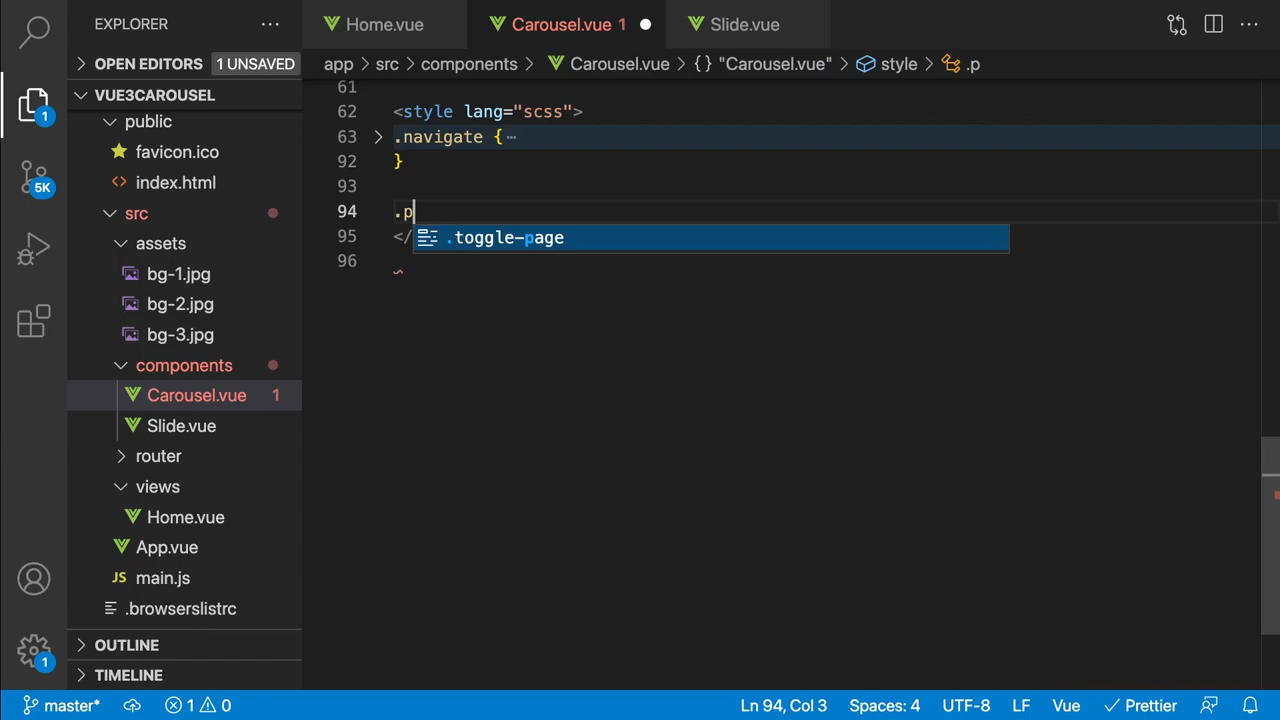 EXPLORER
OPEN EDITORS 1 UNSAVED
VUE3CAROUSEL
public
favicon.ico
index.html
src
assets
bg-1.jpg
bg-2.jpg
bg-3.jpg
components
Carousel.vue 1
Slide.vue
router
views
Home.vue
App.vue
JS main.js
.browserslistrc
OUTLINE
TIMELINE
1
5K
1
Home.vue
Carousel.vue 1
Slide.vue
app > src > components > Carousel.vue > {} "Carousel.vue" > style > .p
61
62 <style lang="scss">
63 .navigate {
92 }
93
94 .p
95 </
.toggle-page
96
master*
1 0
Ln 94, Col 3
Spaces: 4
UTF-8
LF
Vue
Prettier